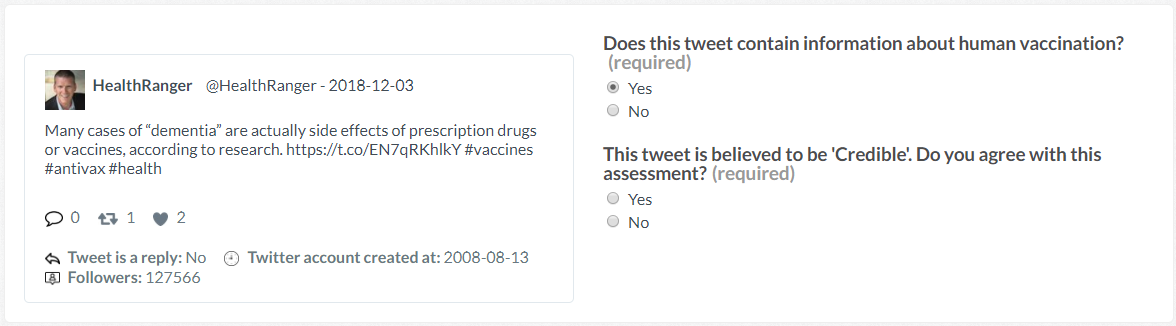 HealthRanger @HealthRanger - 2018-12-03
Many cases of “dementia” are actually side effects of prescription drugs
or vaccines, according to research. https://t.co/EN7qRKhlkY #vaccines
#antivax #health
0 1 2
Tweet is a reply: No Twitter account created at: 2008-08-13
Followers: 127566
Does this tweet contain information about human vaccination?
(required)
Yes
No
This tweet is believed to be 'Credible'. Do you agree with this
assessment? (required)
Yes
No